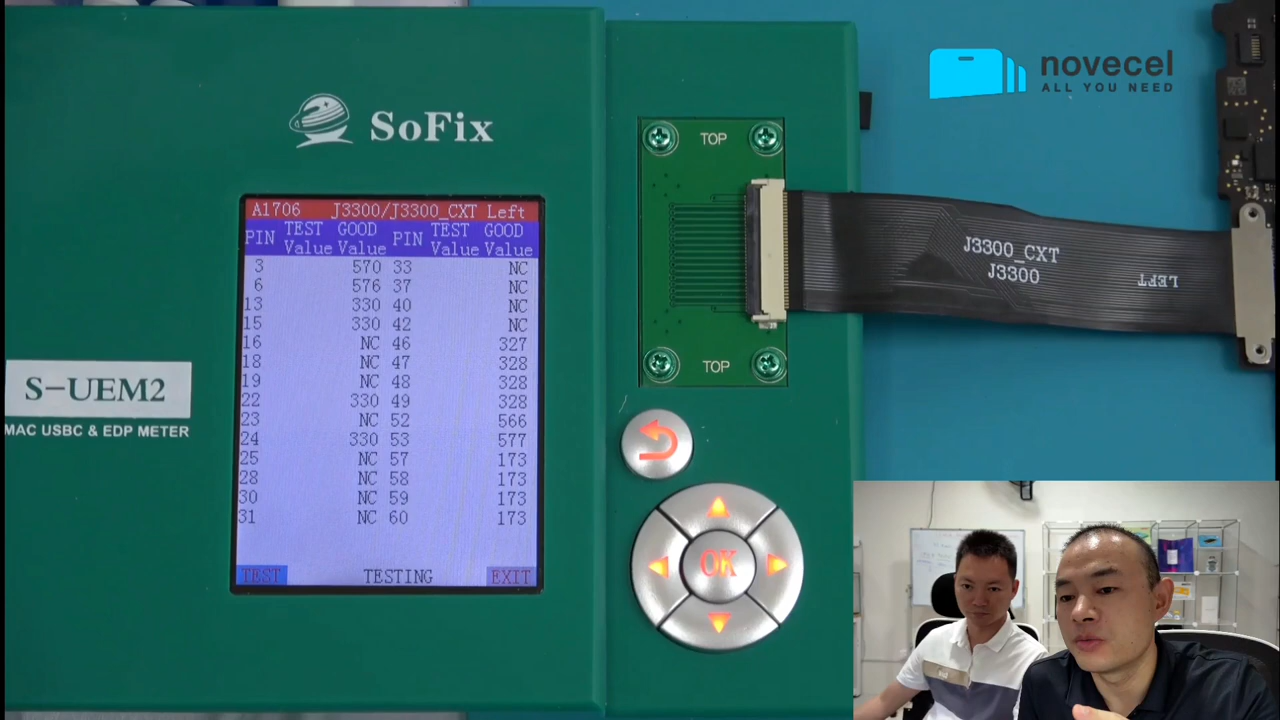 novecel
ALL YOU NEED
SoFix
TOP
A1706 J3300/J3300_CXT Left
PIN TEST Value GOOD Value PIN TEST Value GOOD Value
3 570 33 NC
6 576 37 NC
13 330 40 NC
15 330 42 NC
16 NC 46 327
18 NC 47 328
19 NC 48 328
22 330 49 328
23 NC 52 566
24 330 53 577
25 NC 57 173
28 NC 58 173
30 NC 59 173
31 NC 60 173
TEST TESTING EXIT
J3300_CXT
J3300
LEFT
TOP
S-UEM2
MAC USBC & EDP METER
OK